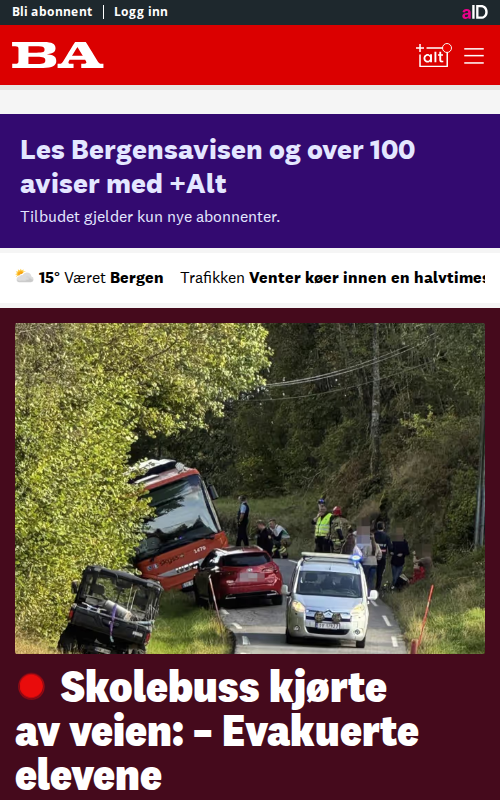 Bli abonnent
Logg inn
aID
BA
+alt
Les Bergensavisen og over 100
aviser med +Alt
Tilbudet gjelder kun nye abonnenter.
15° Været Bergen Trafikken Venter køer innen en halvtimes
Skolebuss kjørte
av veien: – Evakuerte
elevene